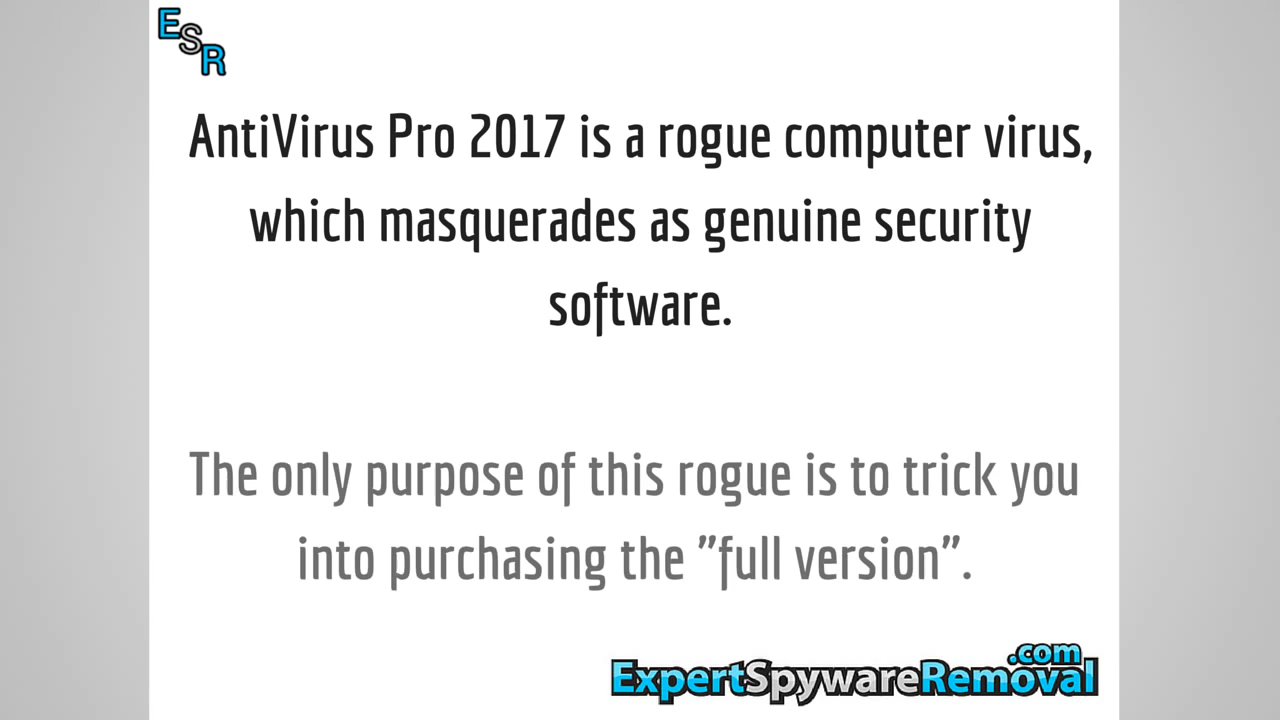 ESR
AntiVirus Pro 2017 is a rogue computer virus,
which masquerades as genuine security
software.
The only purpose of this rogue is to trick you
into purchasing the ”full version”.
.com
ExpertSpywareRemoval